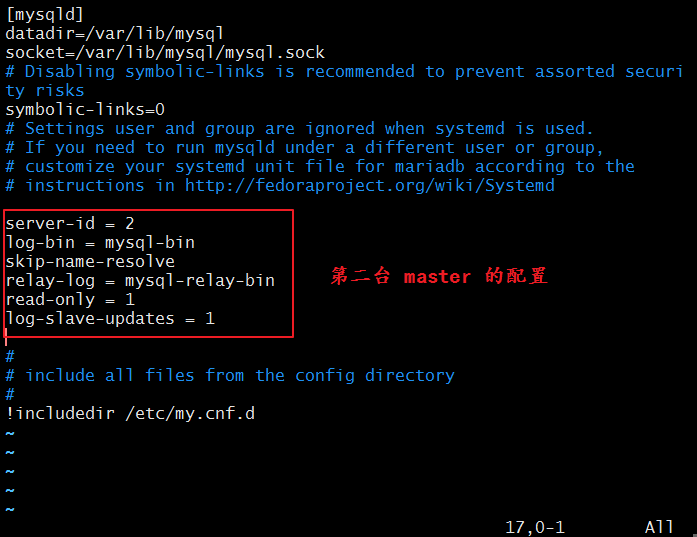 [mysqld]
datadir=/var/lib/mysql
socket=/var/lib/mysql/mysql.sock
# Disabling symbolic-links is recommended to prevent assorted securi
ty risks
symbolic-links=0
# Settings user and group are ignored when systemd is used.
# If you need to run mysqld under a different user or group,
# customize your systemd unit file for mariadb according to the
# instructions in http://fedoraproject.org/wiki/Systemd
server-id = 2
log-bin = mysql-bin
skip-name-resolve
relay-log = mysql-relay-bin
第二台 master 的配置
read-only = 1
log-slave-updates = 1
#
# include all files from the config directory
#
!includedir /etc/my.cnf.d
~
~
~
~
~
17,0-1 All